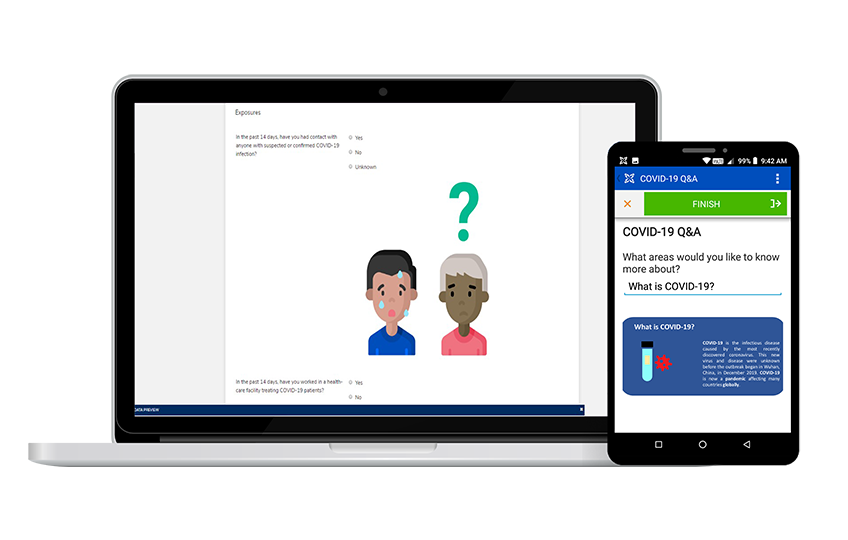 Exposures
In the past 14 days, have you had contact with
anyone with suspected or confirmed COVID-19
infection?
Yes
No
Unknown
?
In the past 14 days, have you worked in a health-
care facility treating COVID-19 patients?
Yes
No
DATA PREVIEW
99% 9:42 AM
COVID-19 Q&A
FINISH
COVID-19 Q&A
What areas would you like to know
more about?
What is COVID-19?
What is COVID-19?
COVID-19 is the infectious disease
caused by the most recently
discovered coronavirus. This new
virus and disease were unknown
before the outbreak began in Wuhan,
China, in December 2019. COVID-19
is now a pandemic affecting many
countries globally.